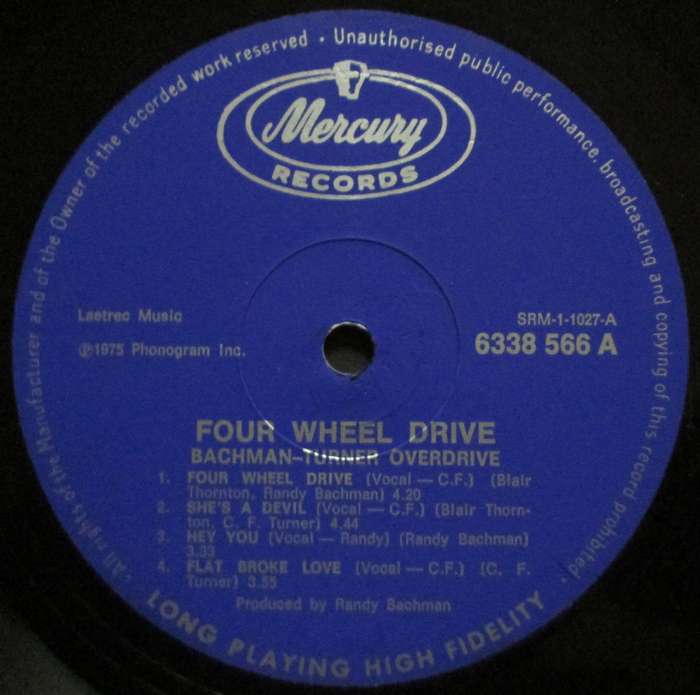 · All rights of the Manufacturer and of the Owner of the recorded work reserved · Unauthorised public performance, broadcasting and copying of this record prohibited ·
Mercury
RECORDS
Laetrec Music
SRM-1-1027-A
℗1975 Phonogram Inc.
6338 566 A
FOUR WHEEL DRIVE
BACHMAN–TURNER OVERDRIVE
1. FOUR WHEEL DRIVE (Vocal — C.F.) (Blair
Thornton, Randy Bachman) 4.20
2. SHE'S A DEVIL (Vocal — C.F.) (Blair Thorn-
ton, C. F. Turner) 4.44
3. HEY YOU (Vocal — Randy) (Randy Bachman)
3.33
4. FLAT BROKE LOVE (Vocal — C.F.) (C. F.
Turner) 3.55
Produced by Randy Bachman
LONG PLAYING HIGH FIDELITY